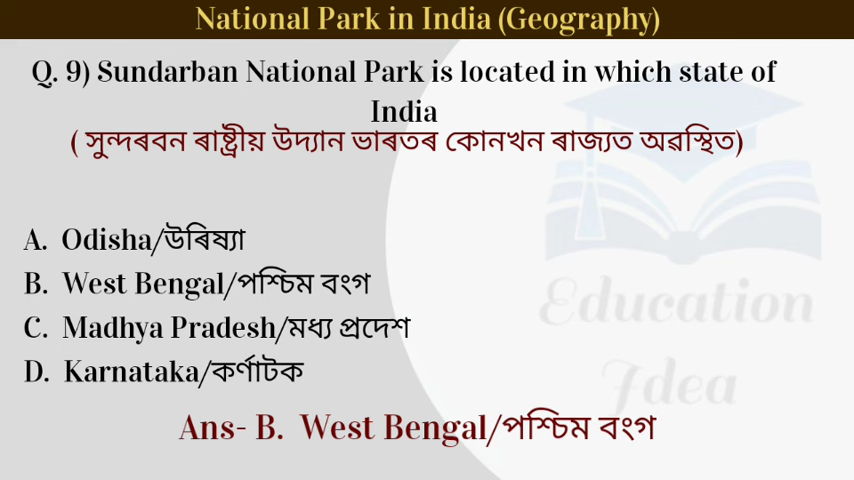 National Park in India (Geography)
Q. 9) Sundarban National Park is located in which state of
India
( সুন্দৰবন ৰাষ্ট্ৰীয় উদ্যান ভাৰতৰ কোনখন ৰাজ্যত অৱস্থিত)
A. Odisha/উৰিষ্যা
B. West Bengal/পশ্চিম বংগ
C. Madhya Pradesh/মধ্য প্ৰদেশ
D. Karnataka/কৰ্ণাটক
Education
Idea
Ans- B. West Bengal/পশ্চিম বংগ